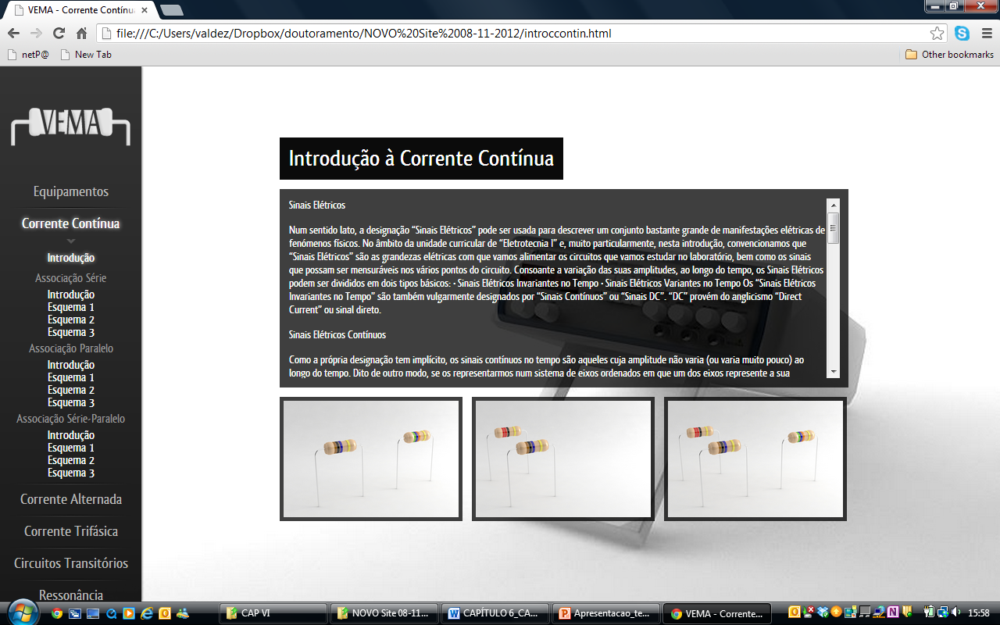 VEMA - Corrente Contínu
file:///C:/Users/valdez/Dropbox/doutoramento/NOVO%20Site%2008-11-2012/introccontin.html
netP@
New Tab
Other bookmarks
VEMA
Equipamentos
Corrente Contínua
Introdução
Associação Série
Introdução
Esquema 1
Esquema 2
Esquema 3
Associação Paralelo
Introdução
Esquema 1
Esquema 2
Esquema 3
Associação Série-Paralelo
Introdução
Esquema 1
Esquema 2
Esquema 3
Corrente Alternada
Corrente Trifásica
Circuitos Transitórios
Ressonância
Introdução à Corrente Contínua
Sinais Elétricos
Num sentido lato, a designação “Sinais Elétricos” pode ser usada para descrever um conjunto bastante grande de manifestações elétricas de
fenómenos físicos. No âmbito da unidade curricular de “Eletrotecnia I” e, muito particularmente, nesta introdução, convencionamos que
“Sinais Elétricos” são as grandezas elétricas com que vamos alimentar os circuitos que vamos estudar no laboratório, bem como os sinais
que possam ser mensuráveis nos vários pontos do circuito. Consoante a variação das suas amplitudes, ao longo do tempo, os Sinais Elétricos
podem ser divididos em dois tipos básicos: · Sinais Elétricos Invariantes no Tempo · Sinais Elétricos Variantes no Tempo Os “Sinais Elétricos
Invariantes no Tempo” são também vulgarmente designados por “Sinais Contínuos” ou “Sinais DC”. “DC” provém do anglicismo “Direct
Current” ou sinal direto.
Sinais Elétricos Contínuos
Como a própria designação tem implícito, os sinais contínuos no tempo são aqueles cuja amplitude não varia (ou varia muito pouco) ao
longo do tempo. Dito de outro modo, se os representarmos num sistema de eixos ordenados em que um dos eixos represente a sua
CAP VI
NOVO Site 08-11...
CAPÍTULO 6_CA...
Apresentacao_te...
VEMA - Corrente...
15:58